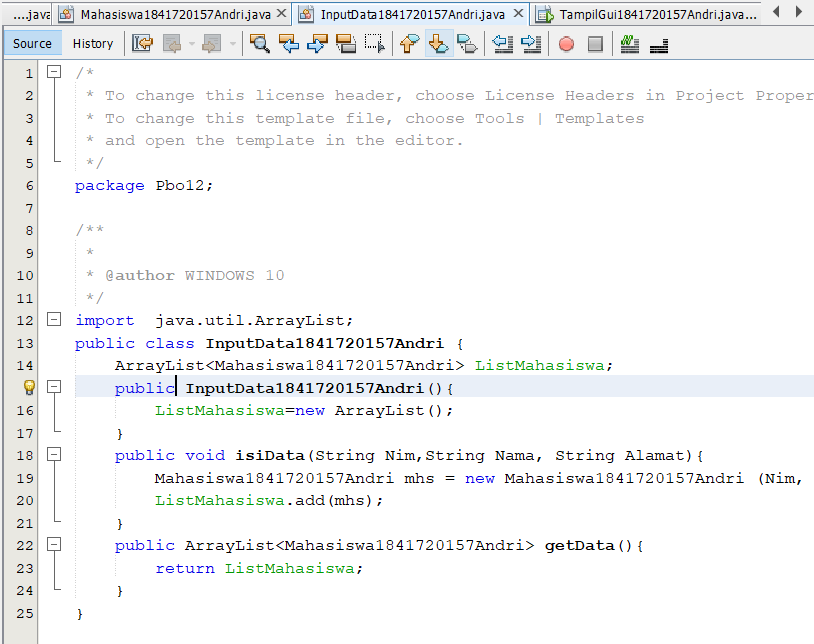 ....java
Mahasiswa1841720157Andri.java
InputData1841720157Andri.java
TampilGui1841720157Andri.java...
Source
History
1 /*
2 * To change this license header, choose License Headers in Project Proper
3 * To change this template file, choose Tools | Templates
4 * and open the template in the editor.
5 */
6 package Pbo12;
7
8 /**
9 *
10 * @author WINDOWS 10
11 */
12 import java.util.ArrayList;
13 public class InputData1841720157Andri {
14 ArrayList<Mahasiswa1841720157Andri> ListMahasiswa;
public InputData1841720157Andri(){
16 ListMahasiswa=new ArrayList();
17 }
18 public void isiData(String Nim,String Nama, String Alamat){
19 Mahasiswa1841720157Andri mhs = new Mahasiswa1841720157Andri (Nim,
20 ListMahasiswa.add(mhs);
21 }
22 public ArrayList<Mahasiswa1841720157Andri> getData(){
23 return ListMahasiswa;
24 }
25 }